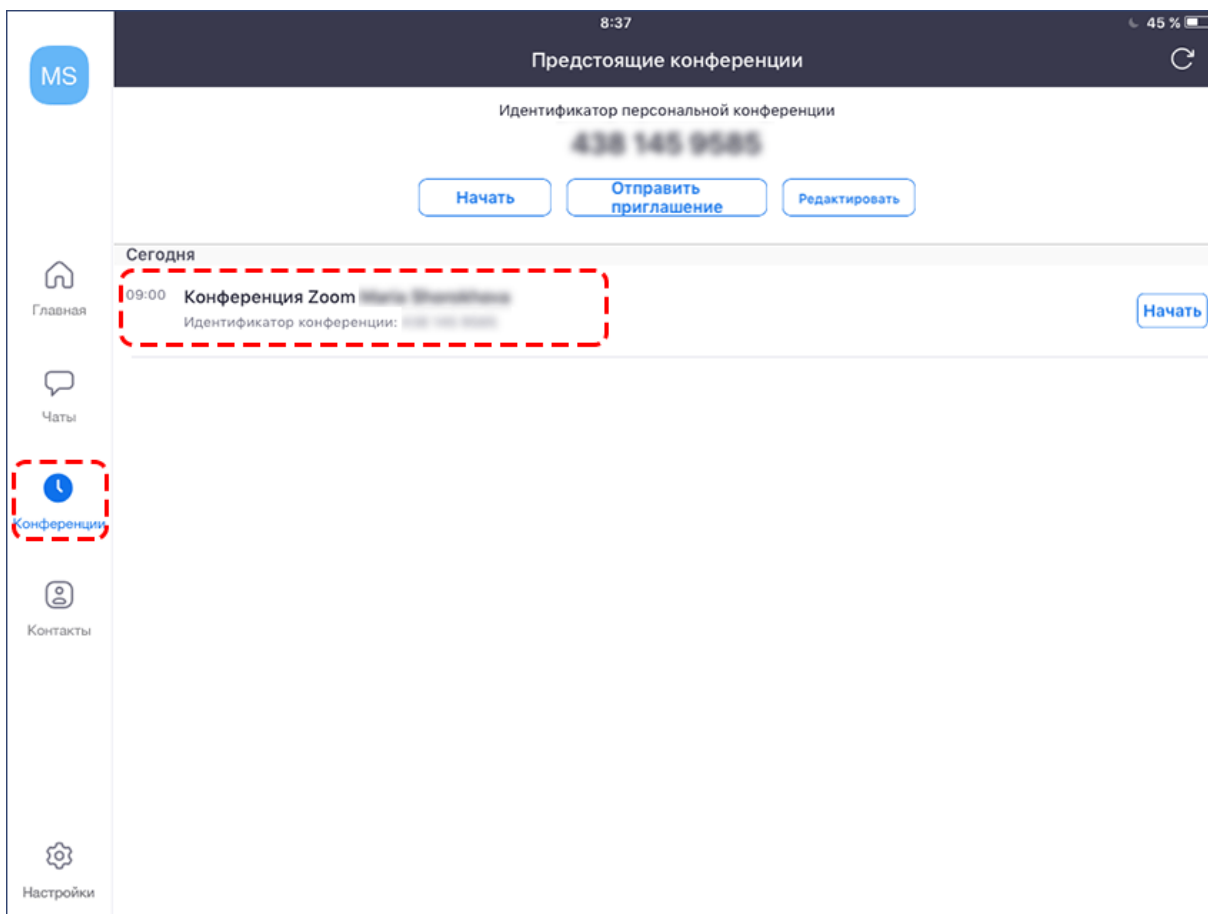 8:37
45 %
MS
Предстоящие конференции
Идентификатор персональной конференции
Начать
Отправить
приглашение
Редактировать
Сегодня
09:00 Конференция Zoom
Идентификатор конференции:
Начать
Главная
Чаты
Конференции
Контакты
Настройки